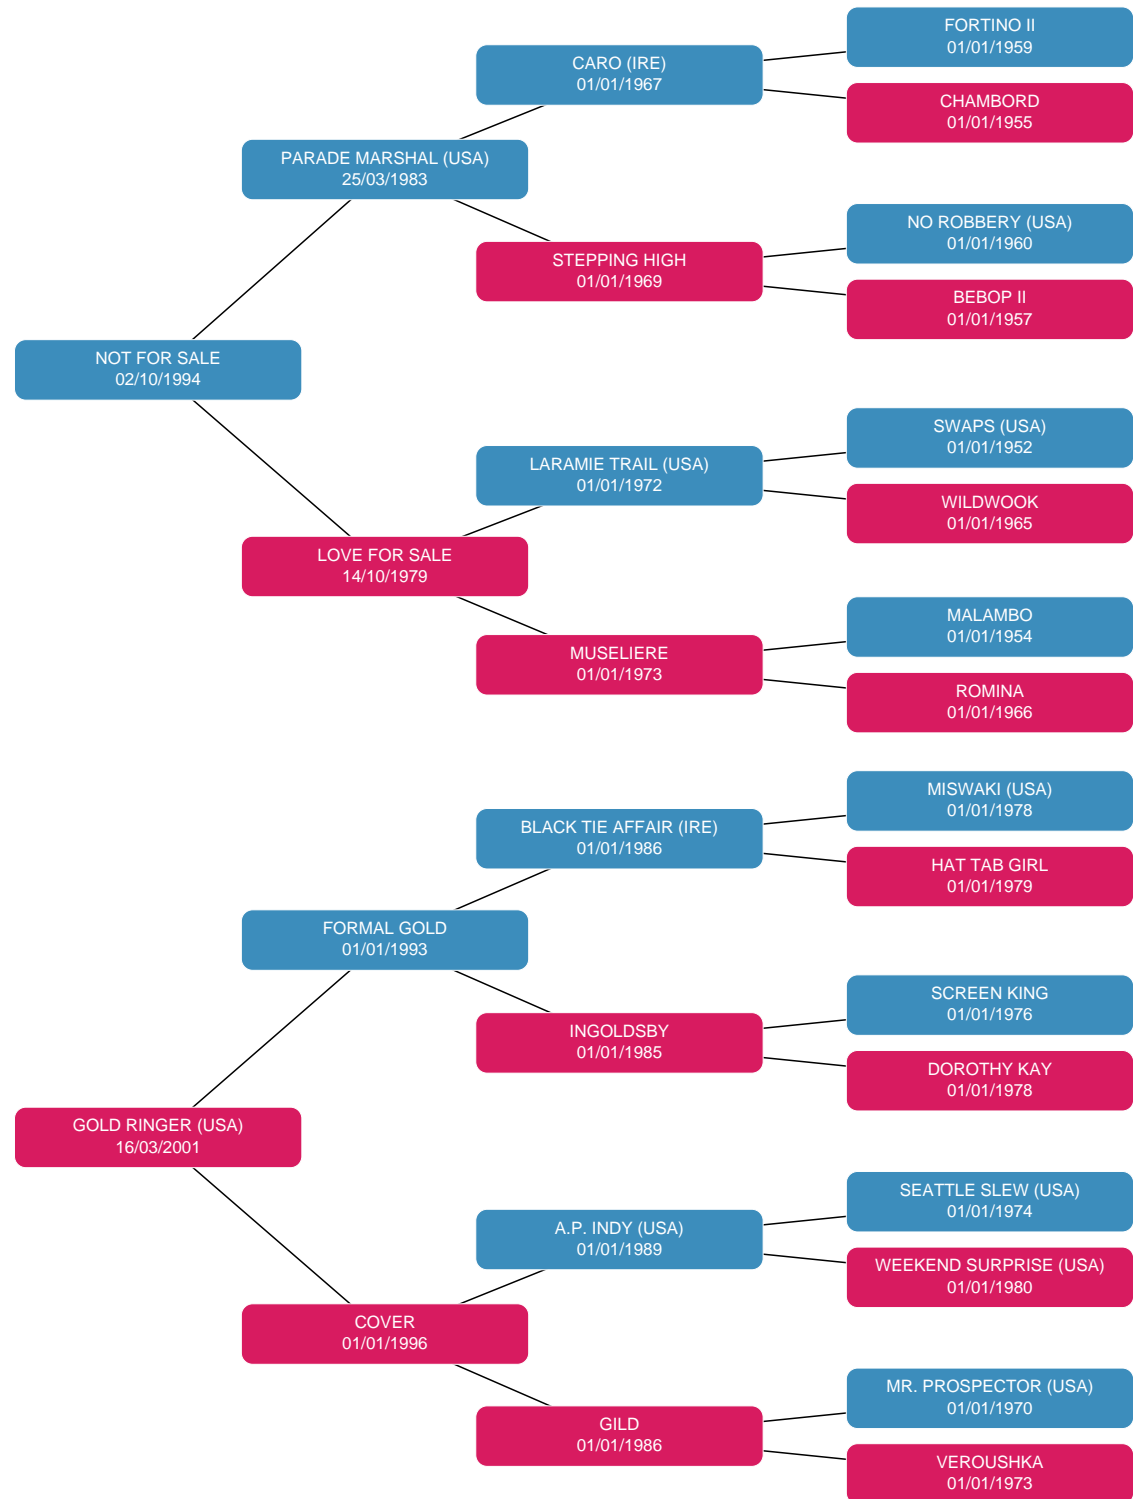 FORTINO II
01/01/1959
CARO (IRE)
01/01/1967
CHAMBORD
01/01/1955
PARADE MARSHAL (USA)
25/03/1983
NO ROBBERY (USA)
01/01/1960
STEPPING HIGH
01/01/1969
BEBOP II
01/01/1957
NOT FOR SALE
02/10/1994
SWAPS (USA)
01/01/1952
LARAMIE TRAIL (USA)
01/01/1972
WILDWOOK
01/01/1965
LOVE FOR SALE
14/10/1979
MALAMBO
01/01/1954
MUSELIERE
01/01/1973
ROMINA
01/01/1966
MISWAKI (USA)
01/01/1978
BLACK TIE AFFAIR (IRE)
01/01/1986
HAT TAB GIRL
01/01/1979
FORMAL GOLD
01/01/1993
SCREEN KING
01/01/1976
INGOLDSBY
01/01/1985
DOROTHY KAY
01/01/1978
GOLD RINGER (USA)
16/03/2001
SEATTLE SLEW (USA)
01/01/1974
A.P. INDY (USA)
01/01/1989
WEEKEND SURPRISE (USA)
01/01/1980
COVER
01/01/1996
MR. PROSPECTOR (USA)
01/01/1970
GILD
01/01/1986
VEROUSHKA
01/01/1973